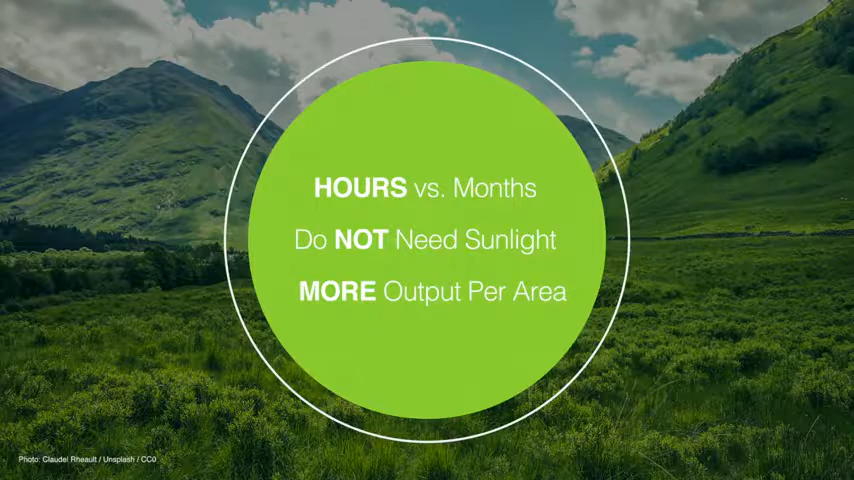 HOURS vs. Months
Do NOT Need Sunlight
MORE Output Per Area
Photo: Claudel Rheault / Unsplash / CC0